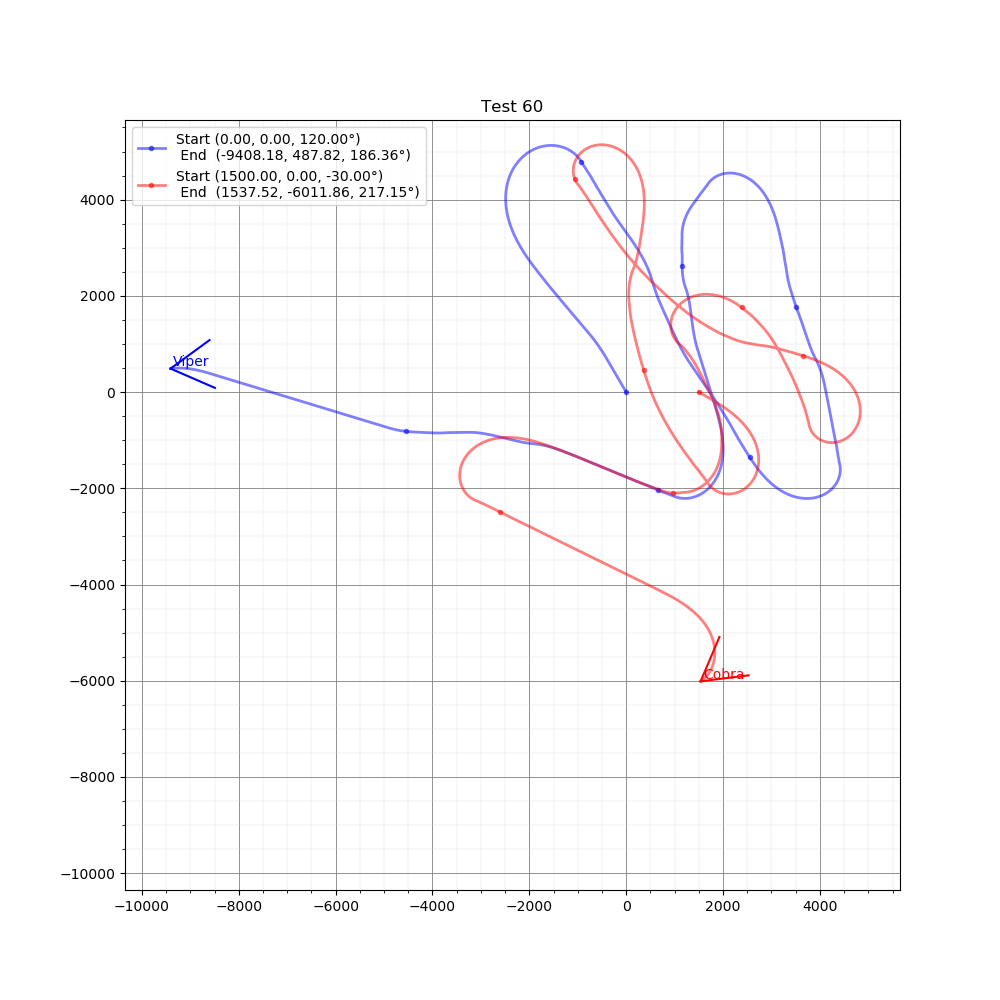 Test 60
Start (0.00, 0.00, 120.00°)
End (-9408.18, 487.82, 186.36°)
Start (1500.00, 0.00, -30.00°)
End (1537.52, -6011.86, 217.15°)
4000
2000
0
−2000
−4000
−6000
−8000
−10000
Viper
Cobra
−10000 −8000 −6000 −4000 −2000 0 2000 4000